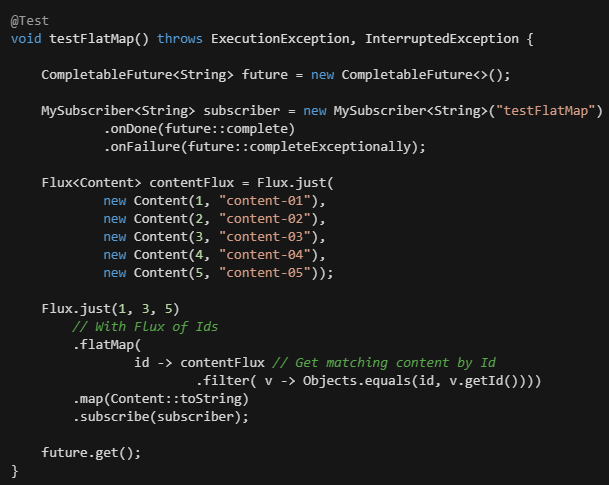 @Test
void testFlatMap() throws ExecutionException, InterruptedException {
CompletableFuture<String> future = new CompletableFuture<>();
MySubscriber<String> subscriber = new MySubscriber<String>("testFlatMap")
.onDone(future::complete)
.onFailure(future::completeExceptionally);
Flux<Content> contentFlux = Flux.just(
new Content(1, "content-01"),
new Content(2, "content-02"),
new Content(3, "content-03"),
new Content(4, "content-04"),
new Content(5, "content-05"));
Flux.just(1, 3, 5)
// With Flux of Ids
.flatMap(
id -> contentFlux // Get matching content by Id
.filter( v -> Objects.equals(id, v.getId())))
.map(Content::toString)
.subscribe(subscriber);
future.get();
}